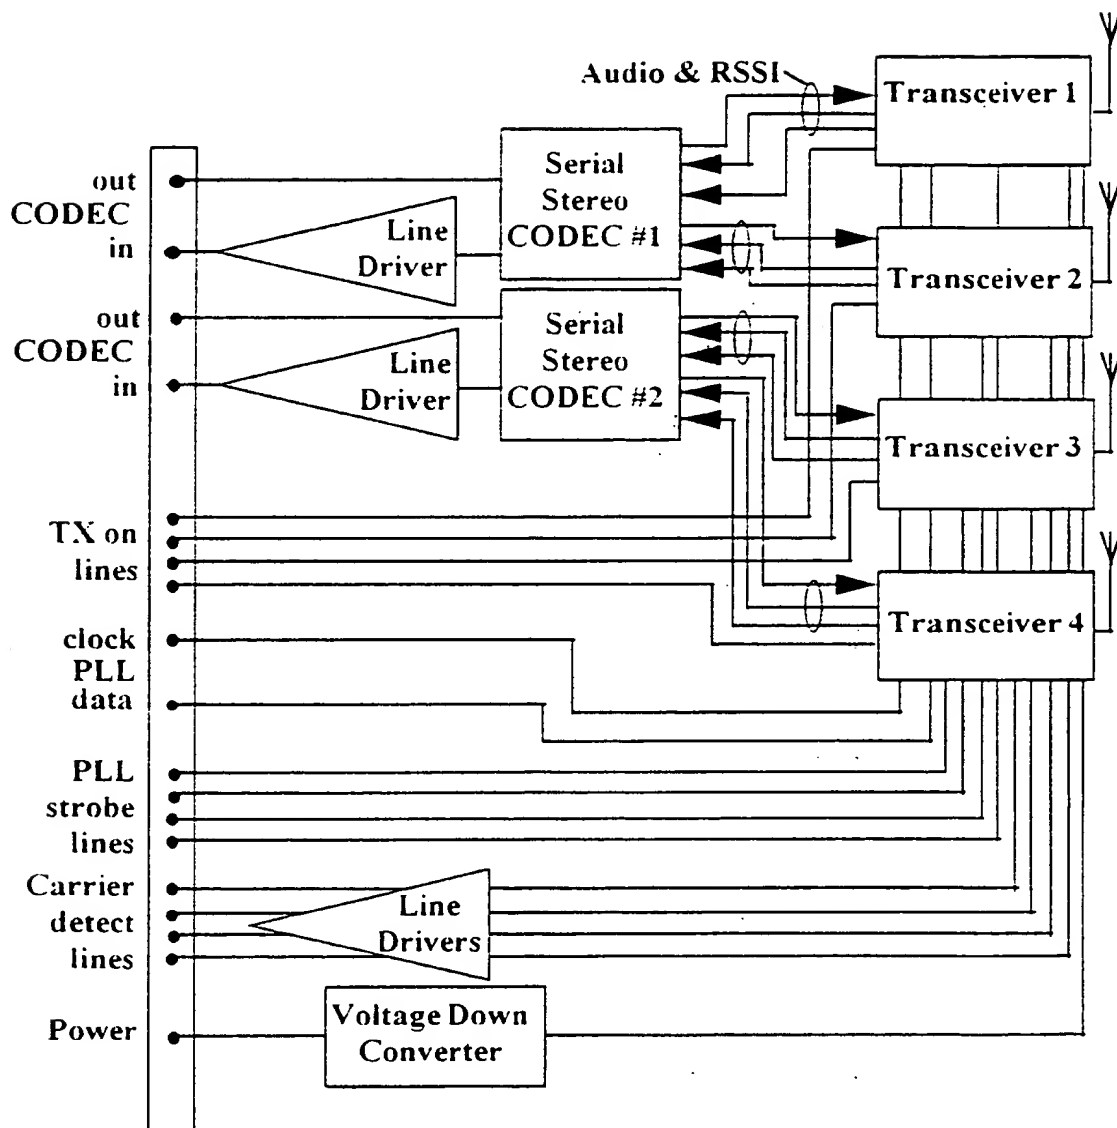 Audio & RSSI
Transceiver 1
out
CODEC
in
Line
Driver
Serial
Stereo
CODEC #1
Transceiver 2
out
CODEC
in
Line
Driver
Serial
Stereo
CODEC #2
Transceiver 3
TX on
lines
Transceiver 4
clock
PLL
data
PLL
strobe
lines
Carrier
detect
lines
Line
Drivers
Power
Voltage Down
Converter